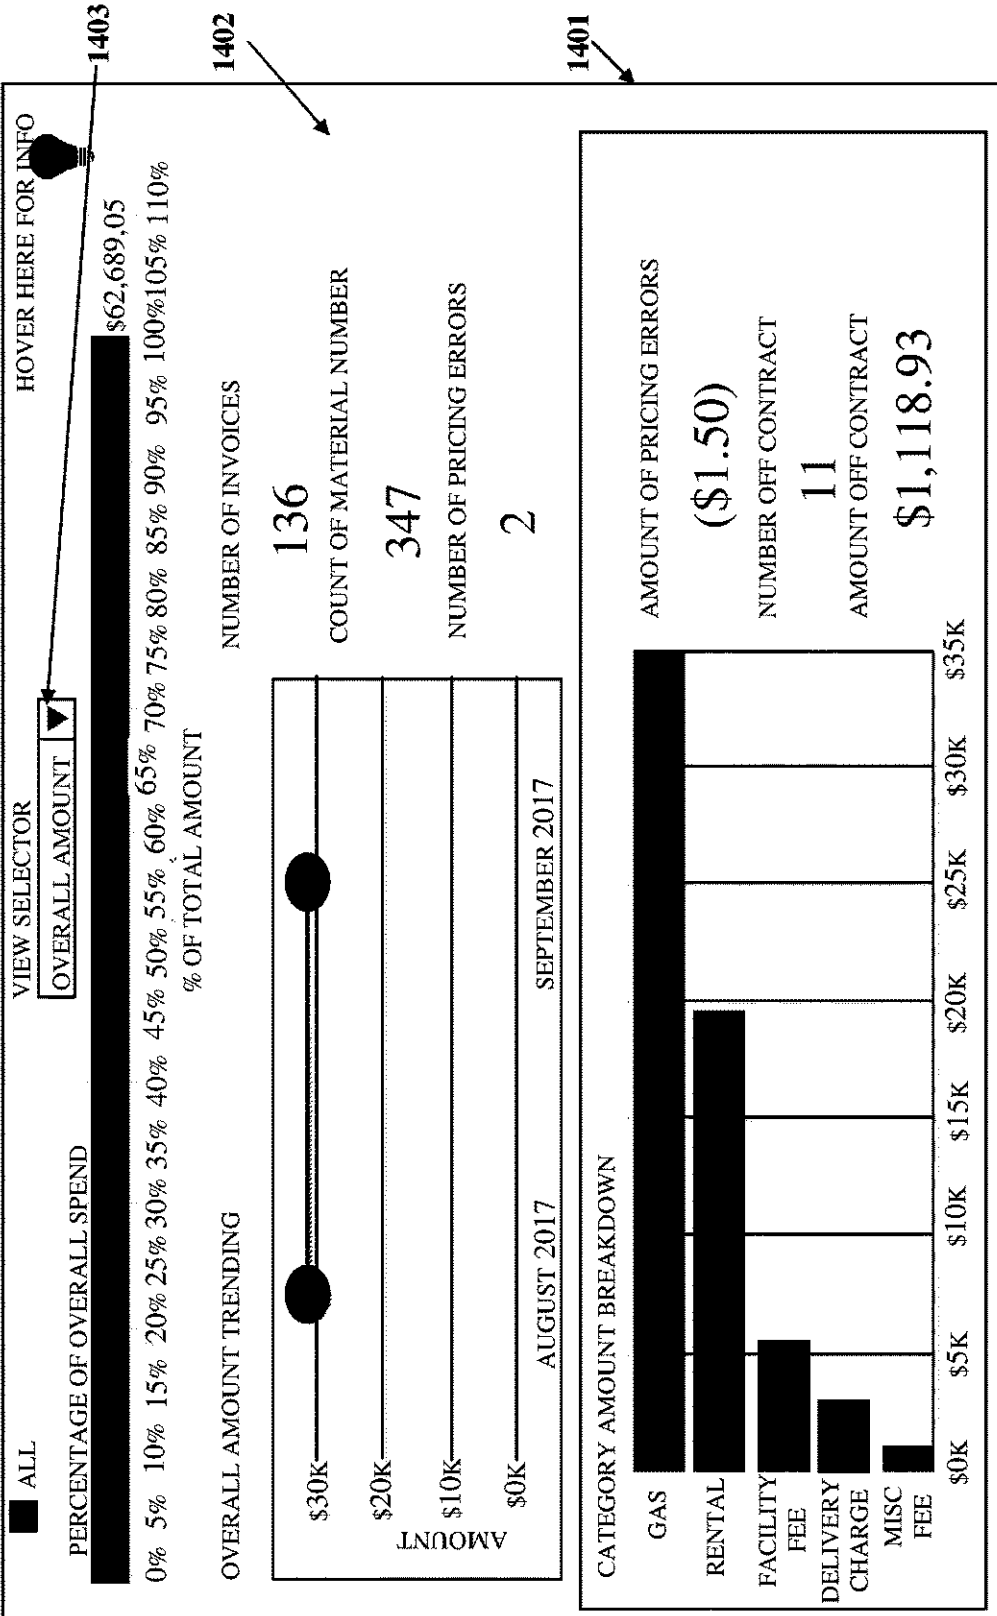 1403
1402
1401
ALL
VIEW SELECTOR
HOVER HERE FOR INFO
OVERALL AMOUNT
PERCENTAGE OF OVERALL SPEND
$62,689,05
0% 5% 10% 15% 20% 25% 30% 35% 40% 45% 50% 55% 60% 65% 70% 75% 80% 85% 90% 95% 100% 105% 110%
% OF TOTAL AMOUNT
OVERALL AMOUNT TRENDING
AMOUNT
$30K
$20K
$10K
$0K
AUGUST 2017 SEPTEMBER 2017
NUMBER OF INVOICES
136
COUNT OF MATERIAL NUMBER
347
NUMBER OF PRICING ERRORS
2
CATEGORY AMOUNT BREAKDOWN
GAS
RENTAL
FACILITY
FEE
DELIVERY
CHARGE
MISC
FEE
$0K $5K $10K $15K $20K $25K $30K $35K
AMOUNT OF PRICING ERRORS
($1.50)
NUMBER OFF CONTRACT
11
AMOUNT OFF CONTRACT
$1,118.93